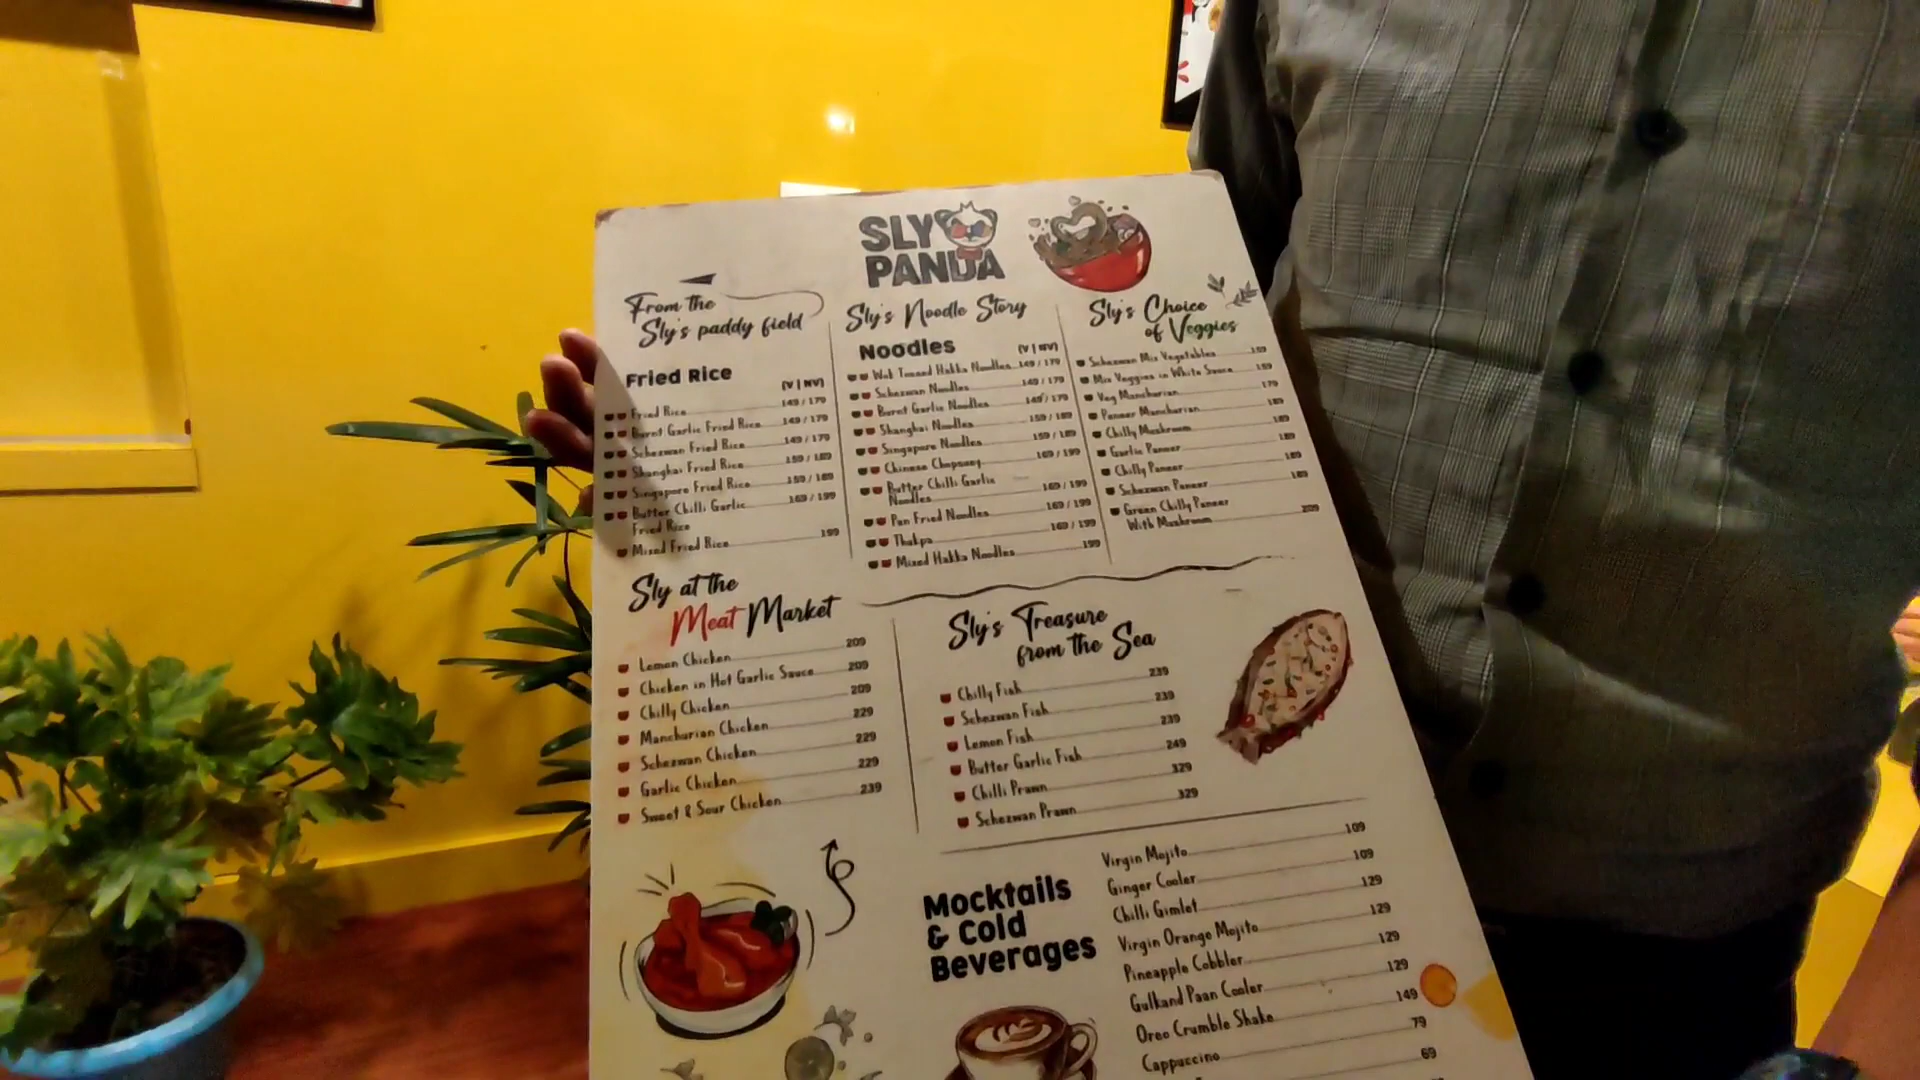 SLY
PANDA
From the
Sly's paddy field
Fried Rice
(V | NV)
Fried Rice 149 / 179
Burnt Garlic Fried Rice 149 / 179
Schezwan Fried Rice 149 / 179
Shanghai Fried Rice 159 / 189
Singapore Fried Rice 159 / 189
Butter Chilli Garlic 169 / 199
Fried Rice
Mixed Fried Rice 199
Sly's Noodle Story
Noodles
(V | NV)
Wok Tossed Hakka Noodles 149 / 179
Schezwan Noodles 149 / 179
Burnt Garlic Noodles 149 / 179
Shanghai Noodles 159 / 189
Singapore Noodles 159 / 189
Chinese Chopsuey 169 / 199
Butter Chilli Garlic
Noodles 169 / 199
Pan Fried Noodles 169 / 199
Thukpa 169 / 199
Mixed Hakka Noodles 199
Sly's Choice
of Veggies
Schezwan Mix Vegetables 159
Mix Veggies in White Sauce 159
Veg Manchurian 179
Paneer Manchurian 189
Chilly Mushroom 189
Garlic Paneer 189
Chilly Paneer 189
Schezwan Paneer 189
Green Chilly Paneer
With Mushroom 209
Sly at the
Meat Market
Lemon Chicken 209
Chicken in Hot Garlic Sauce 209
Chilly Chicken 209
Manchurian Chicken 229
Schezwan Chicken 229
Garlic Chicken 229
Sweet & Sour Chicken 239
Sly's Treasure
from the Sea
Chilly Fish 239
Schezwan Fish 239
Lemon Fish 239
Butter Garlic Fish 249
Chilli Prawn 329
Schezwan Prawn 329
Mocktails
& Cold
Beverages
Virgin Mojito 109
Ginger Cooler 109
Chilli Gimlet 129
Virgin Orange Mojito 129
Pineapple Cobbler 129
Gulkand Paan Cooler 129
Oreo Crumble Shake 149
Cappuccino 79
69